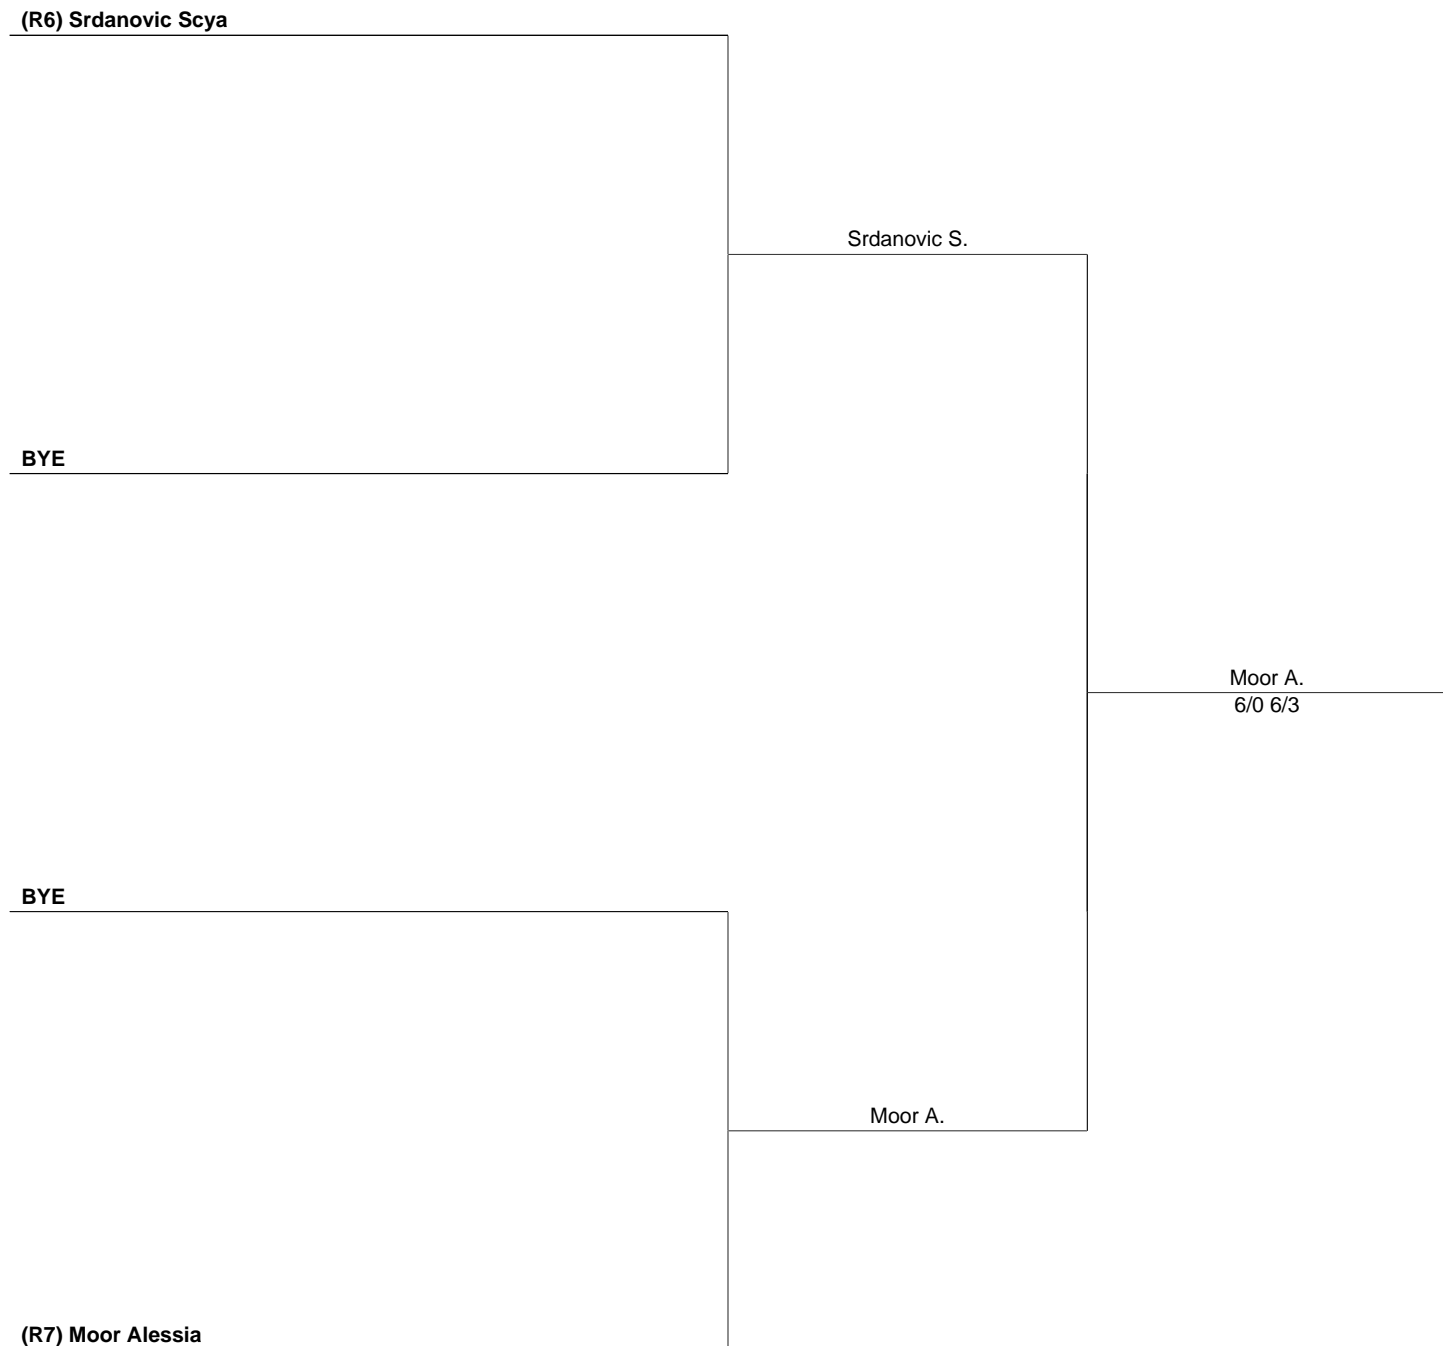 (R6) Srdanovic Scya
Srdanovic S.
BYE
Moor A.
6/0 6/3
BYE
Moor A.
(R7) Moor Alessia